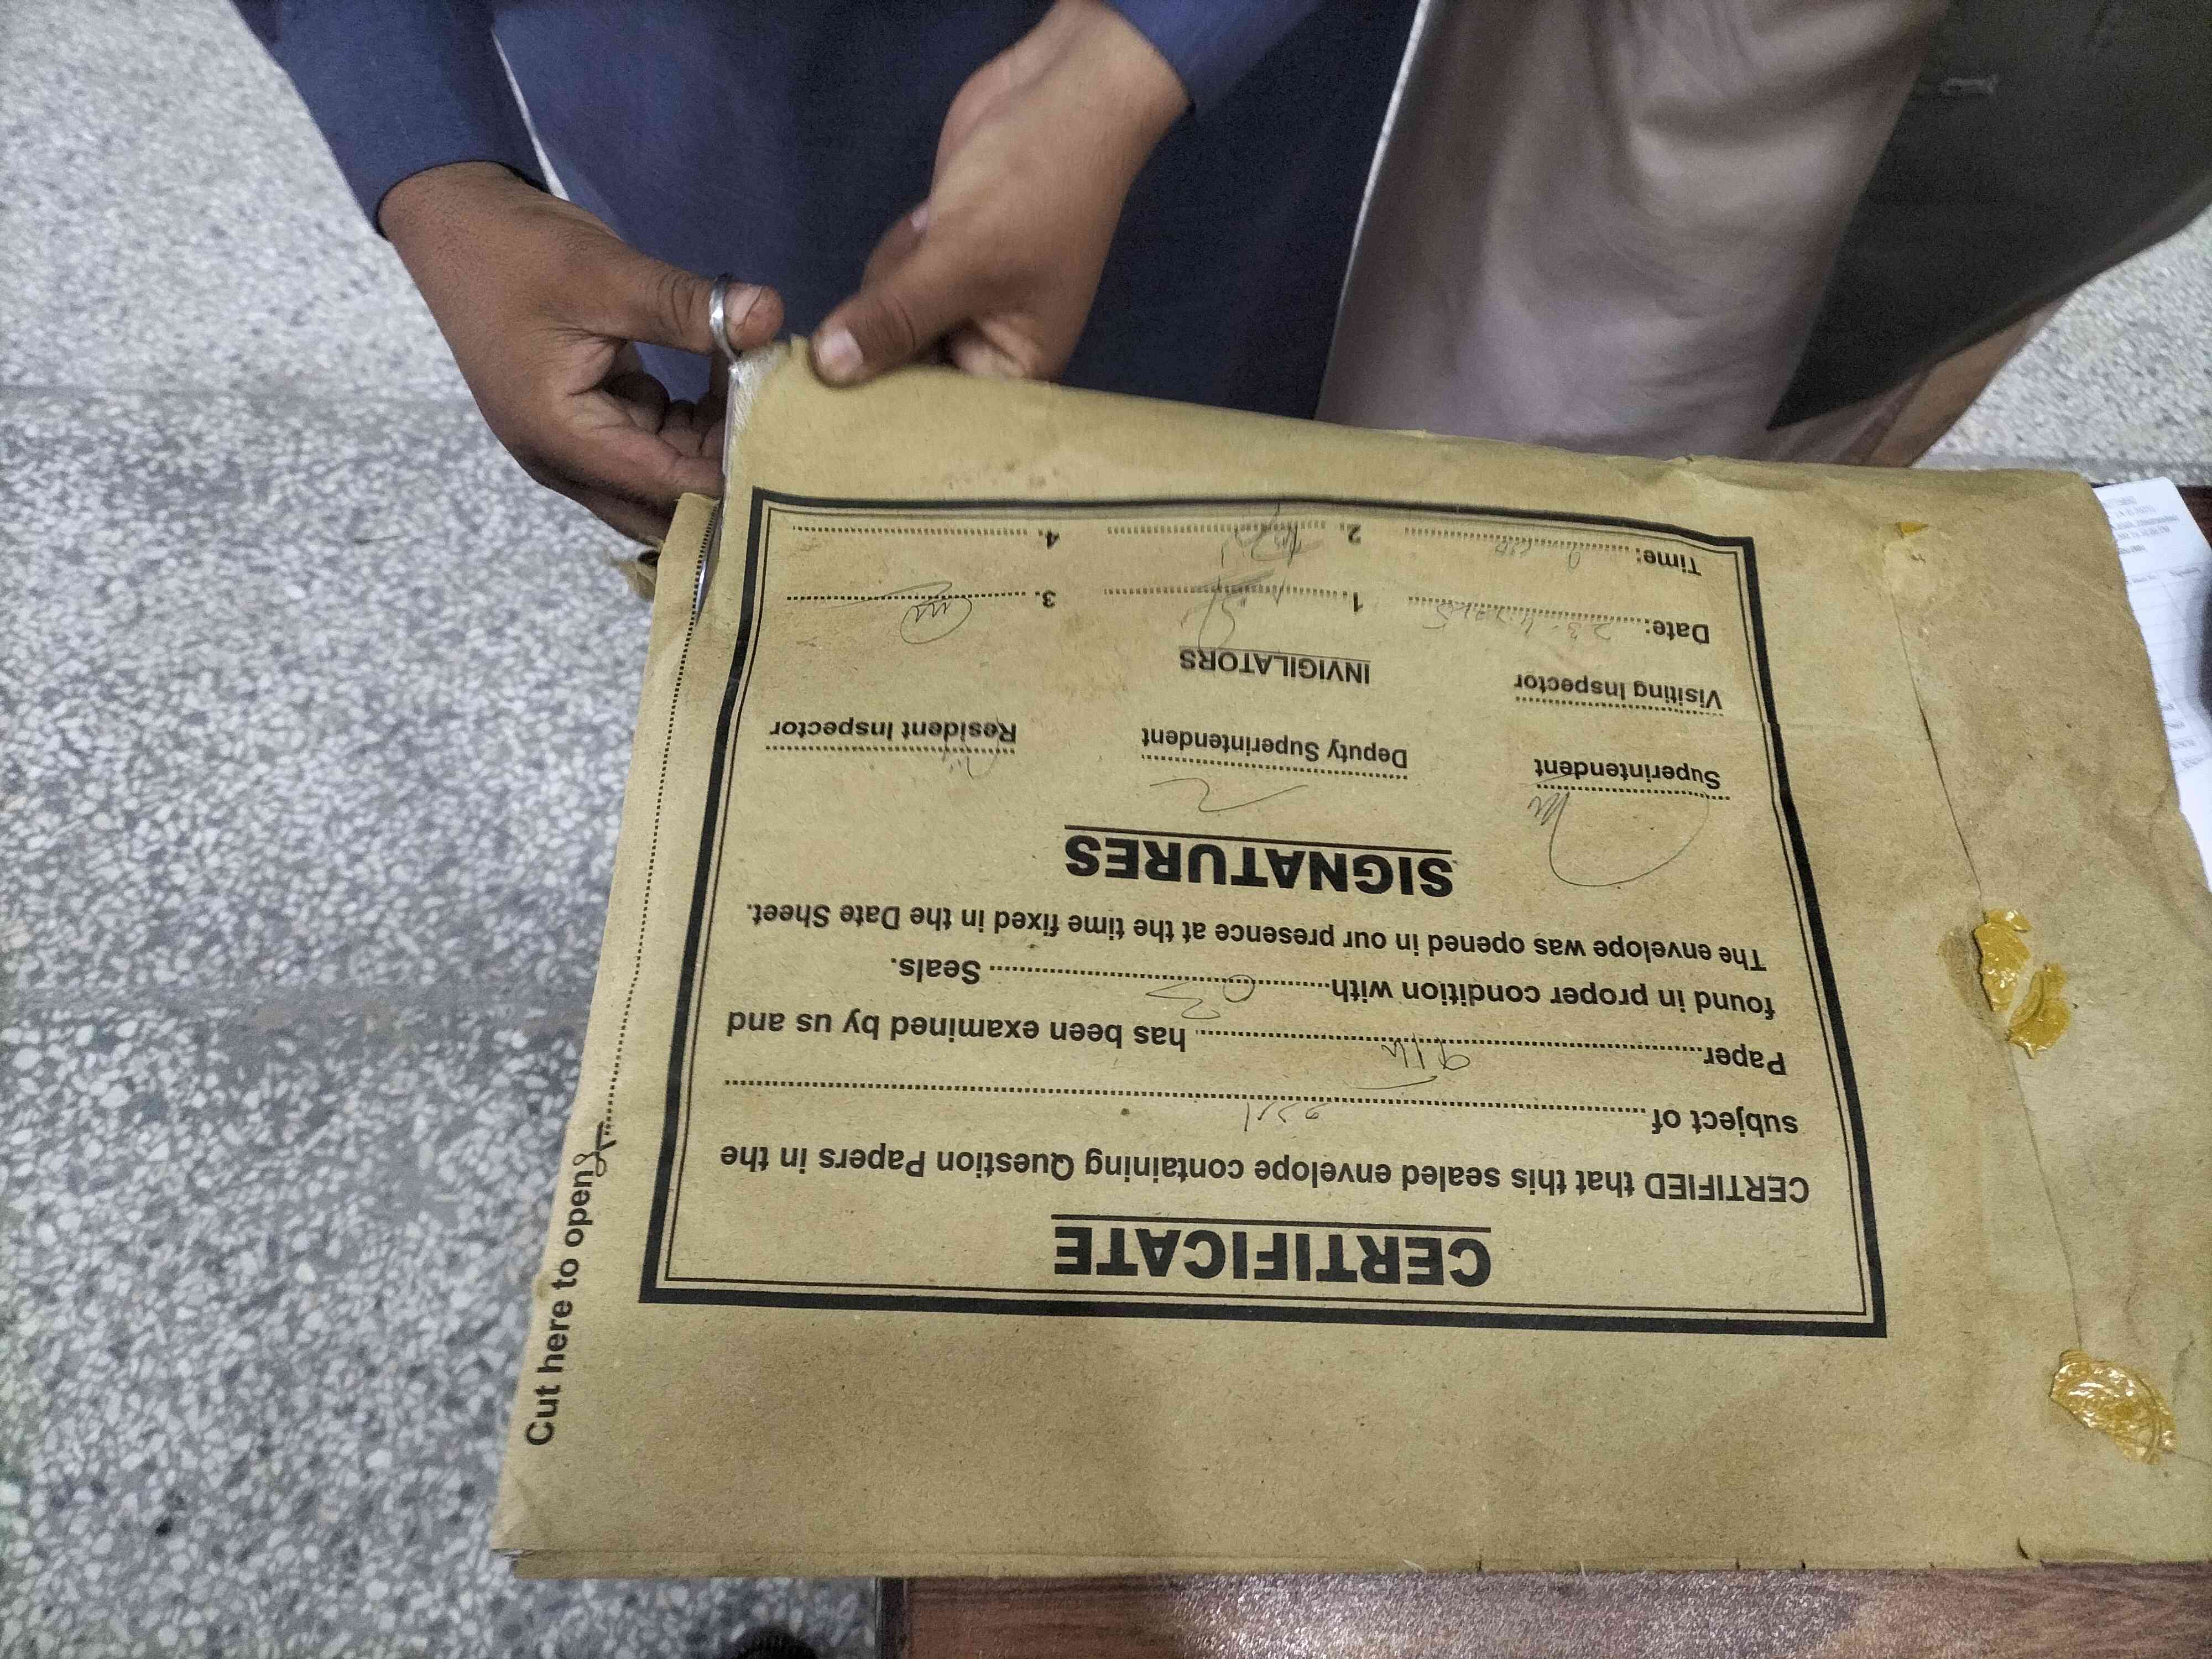 CERTIFICATE
CERTIFIED that this sealed envelope containing Question Papers in the
subject of ........................................
Paper ........ 9th ........ has been examined by us and
found in proper condition with ........ 03 ........ Seals.
The envelope was opened in our presence at the time fixed in the Date Sheet.
SIGNATURES
Superintendent Deputy Superintendent Resident Inspector
Visiting Inspector INVIGILATORS
Date: ........ 1. ........ 3. ........
Time: ........ 2. ........ 4. ........
Cut here to open